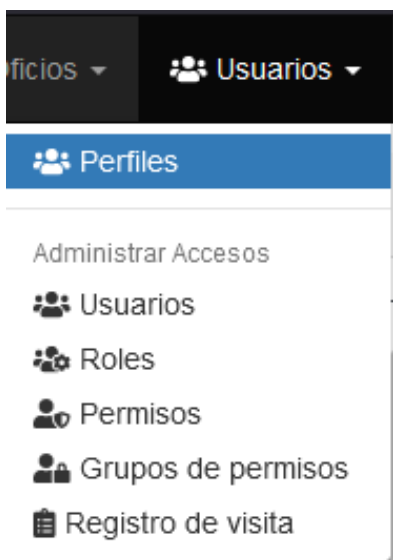 ficios Usuarios
Perfiles
Administrar Accesos
Usuarios
Roles
Permisos
Grupos de permisos
Registro de visita